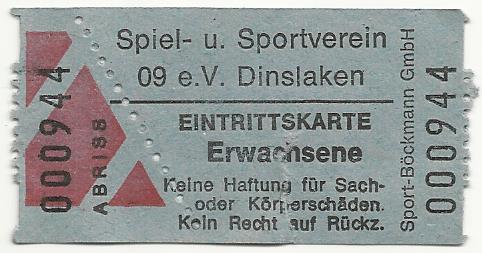 000944
ABRISS
Spiel- u. Sportverein
09 e.V. Dinslaken
EINTRITTSKARTE
Erwachsene
Keine Haftung für Sach-
oder Körperschäden.
Kein Recht auf Rückz.
Sport-Böckmann GmbH
000944